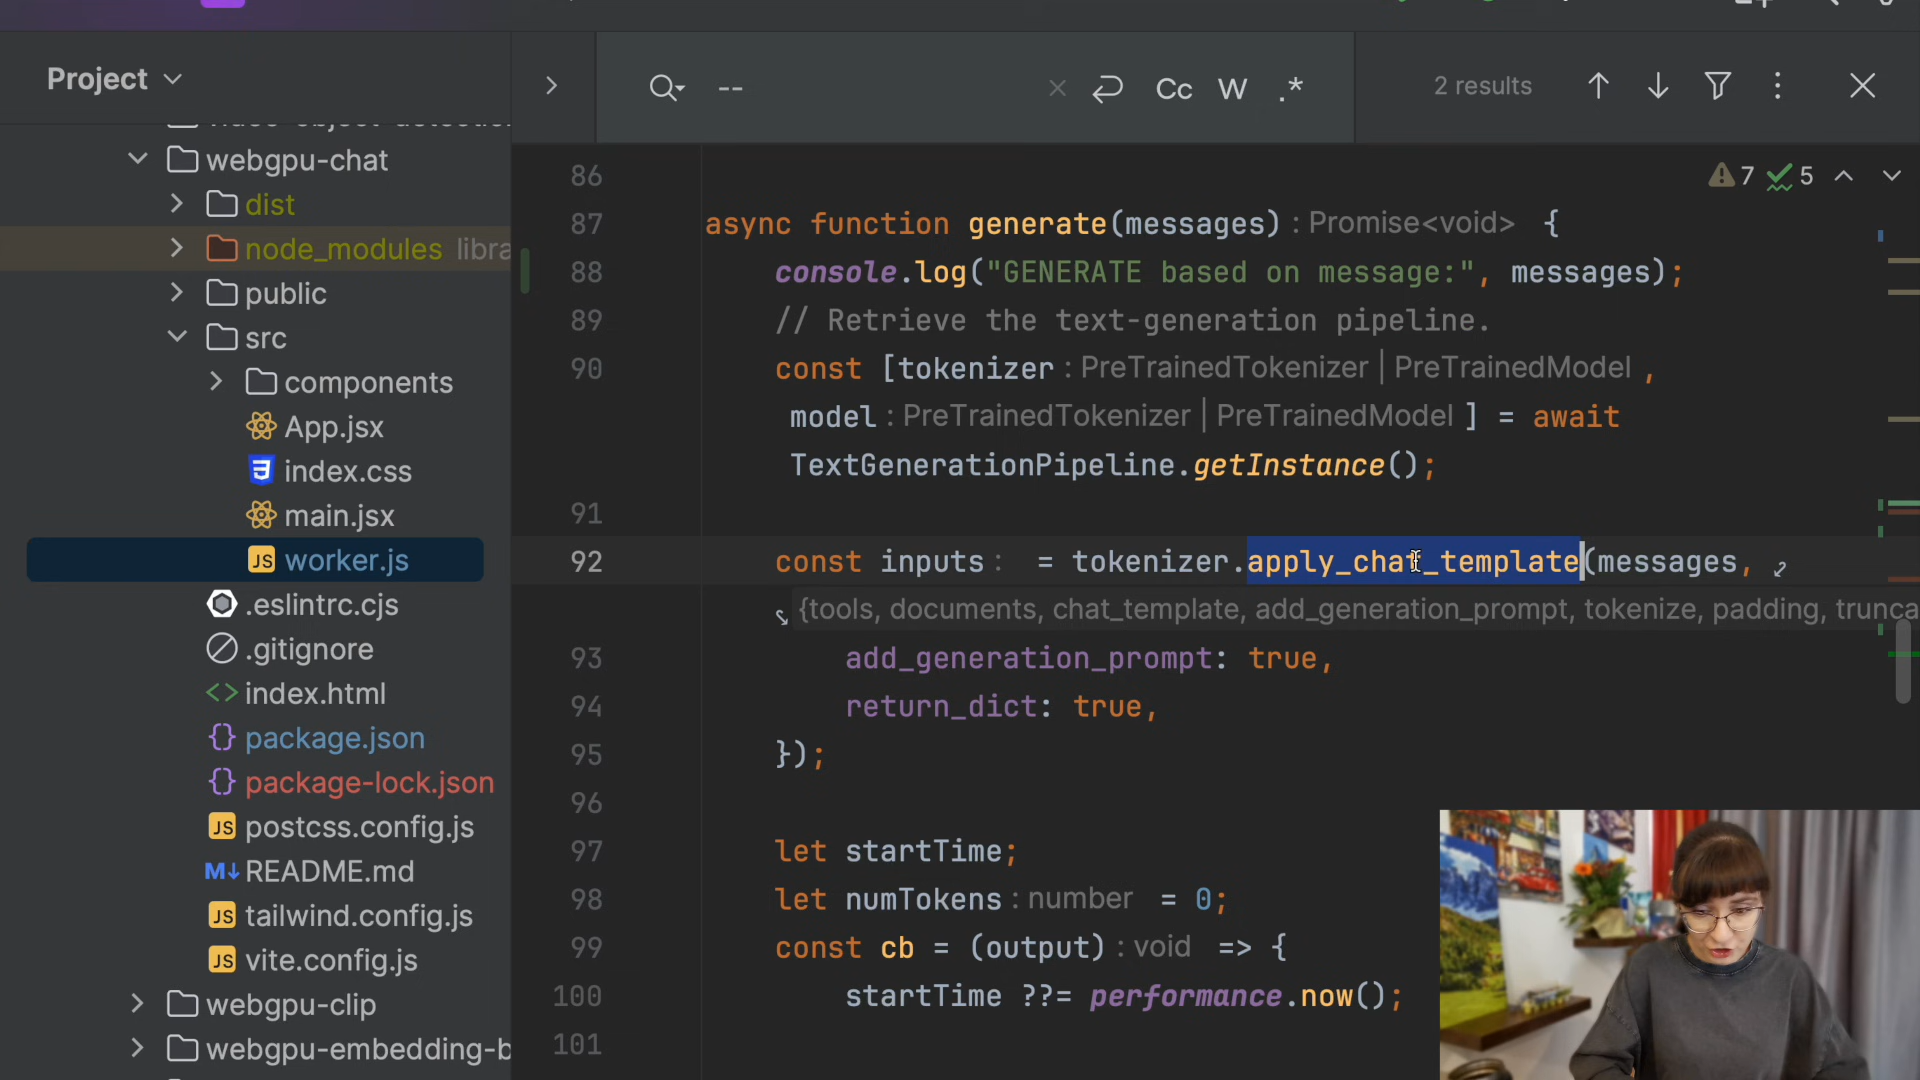 Project
--
Cc W .*
2 results
webgpu-chat
dist
node_modules libra
public
src
components
App.jsx
index.css
main.jsx
JS worker.js
.eslintrc.cjs
.gitignore
<> index.html
{} package.json
{} package-lock.json
JS postcss.config.js
M↓ README.md
JS tailwind.config.js
JS vite.config.js
webgpu-clip
webgpu-embedding-b
7 5
86
87 async function generate(messages) : Promise<void> {
88 console.log("GENERATE based on message:", messages);
89 // Retrieve the text-generation pipeline.
90 const [tokenizer : PreTrainedTokenizer | PreTrainedModel ,
model : PreTrainedTokenizer | PreTrainedModel ] = await
TextGenerationPipeline.getInstance();
91
92 const inputs : = tokenizer.apply_chat_template(messages,
{tools, documents, chat_template, add_generation_prompt, tokenize, padding, trunca
93 add_generation_prompt: true,
94 return_dict: true,
95 });
96
97 let startTime;
98 let numTokens : number = 0;
99 const cb = (output) : void => {
100 startTime ??= performance.now();
101